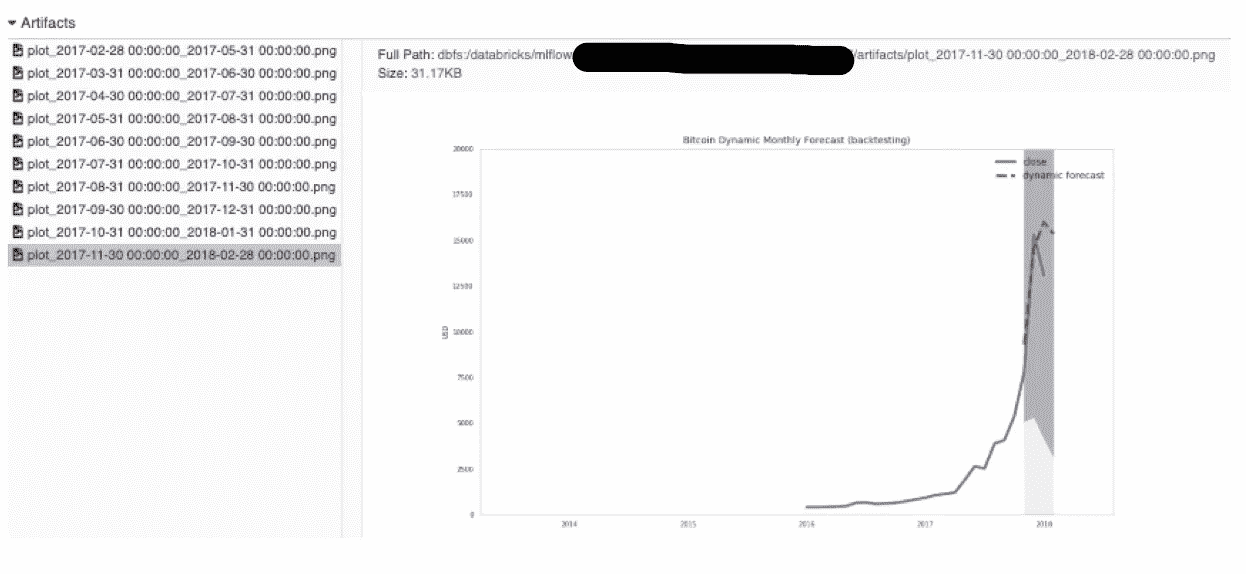 Artifacts
plot_2017-02-28 00:00:00_2017-05-31 00:00:00.png
plot_2017-03-31 00:00:00_2017-06-30 00:00:00.png
plot_2017-04-30 00:00:00_2017-07-31 00:00:00.png
plot_2017-05-31 00:00:00_2017-08-31 00:00:00.png
plot_2017-06-30 00:00:00_2017-09-30 00:00:00.png
plot_2017-07-31 00:00:00_2017-10-31 00:00:00.png
plot_2017-08-31 00:00:00_2017-11-30 00:00:00.png
plot_2017-09-30 00:00:00_2017-12-31 00:00:00.png
plot_2017-10-31 00:00:00_2018-01-31 00:00:00.png
plot_2017-11-30 00:00:00_2018-02-28 00:00:00.png
Full Path: dbfs:/databricks/mlflow /artifacts/plot_2017-11-30 00:00:00_2018-02-28 00:00:00.png
Size: 31.17KB
Bitcoin Dynamic Monthly Forecast (backtesting)
close
dynamic forecast
20000
17500
15000
12500
10000
7500
5000
2500
0
USD
2014 2015 2016 2017 2018